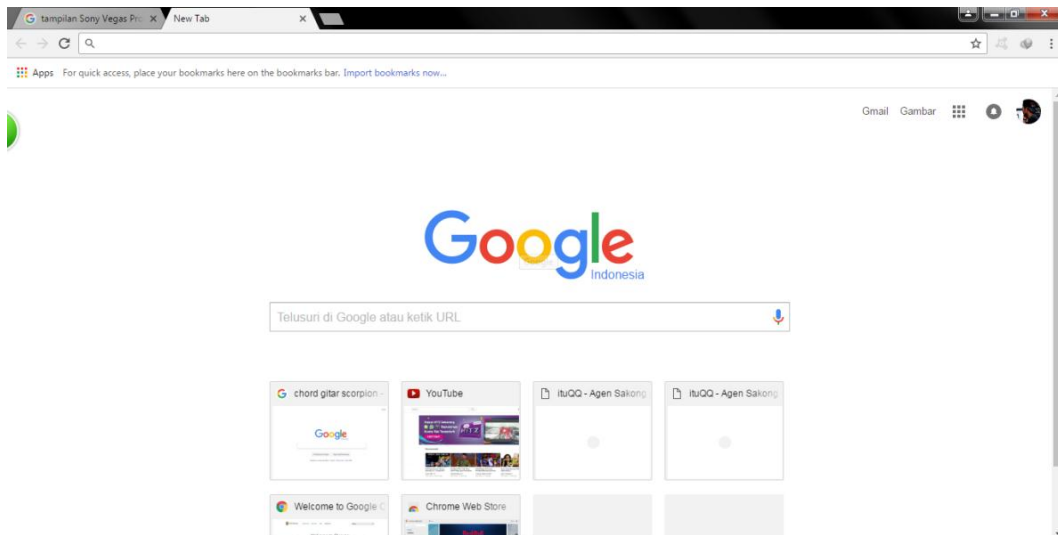 tampilan Sony Vegas Pro
New Tab
Apps For quick access, place your bookmarks here on the bookmarks bar. Import bookmarks now...
Gmail Gambar
Google
Indonesia
Telusuri di Google atau ketik URL
chord gitar scorpion -
YouTube
ituQQ - Agen Sakong
ituQQ - Agen Sakong
Google
Welcome to Google C
Chrome Web Store